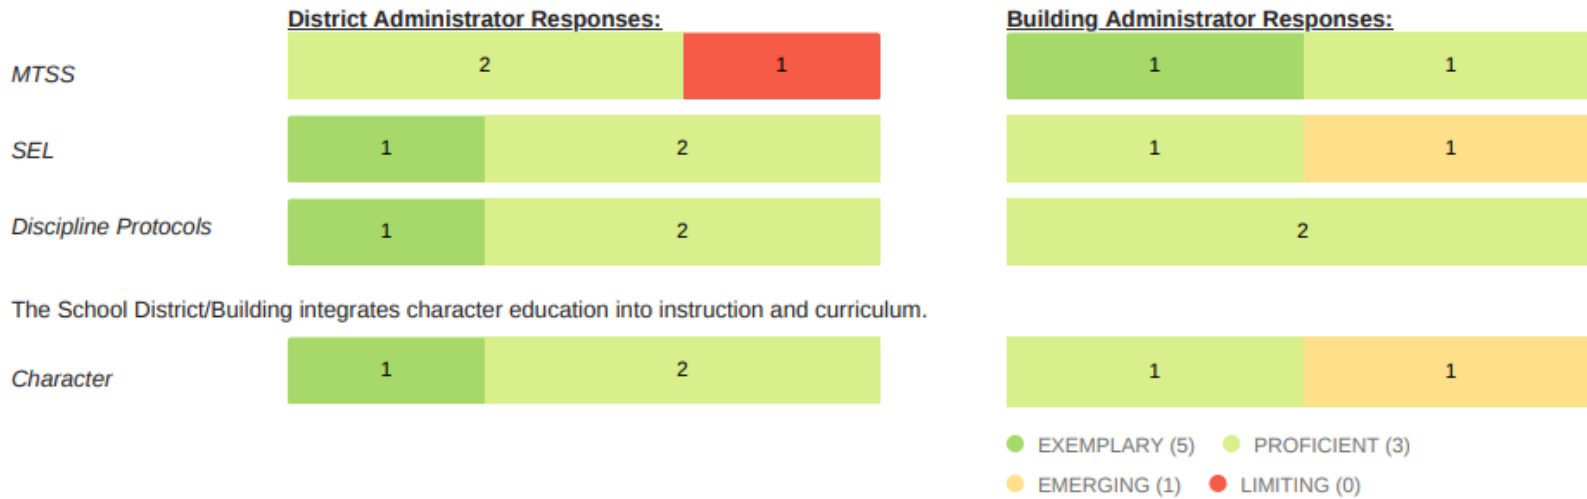 District Administrator Responses: Building Administrator Responses:
MTSS 2 1 1 1
SEL 1 2 1 1
Discipline Protocols 1 2 2
The School District/Building integrates character education into instruction and curriculum.
Character 1 2 1 1
EXEMPLARY (5) PROFICIENT (3)
EMERGING (1) LIMITING (0)